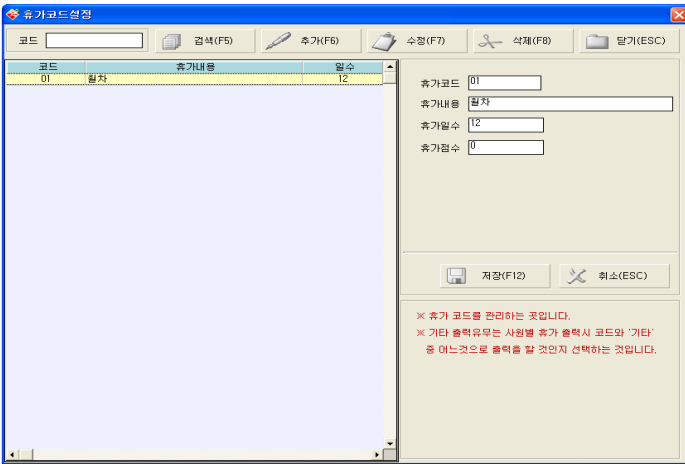 휴가코드설정
코드 검색(F5) 추가(F6) 수정(F7) 삭제(F8) 닫기(ESC)
코드 휴가내용 일수
01 월차 12
휴가코드 01
휴가내용 월차
휴가일수 12
휴가점수 0
저장(F12) 취소(ESC)
※ 휴가 코드를 관리하는 곳입니다.
※ 기타 출력유무는 사원별 휴가 출력시 코드와 '기타'
중 어느것으로 출력을 할 것인지 선택하는 것입니다.